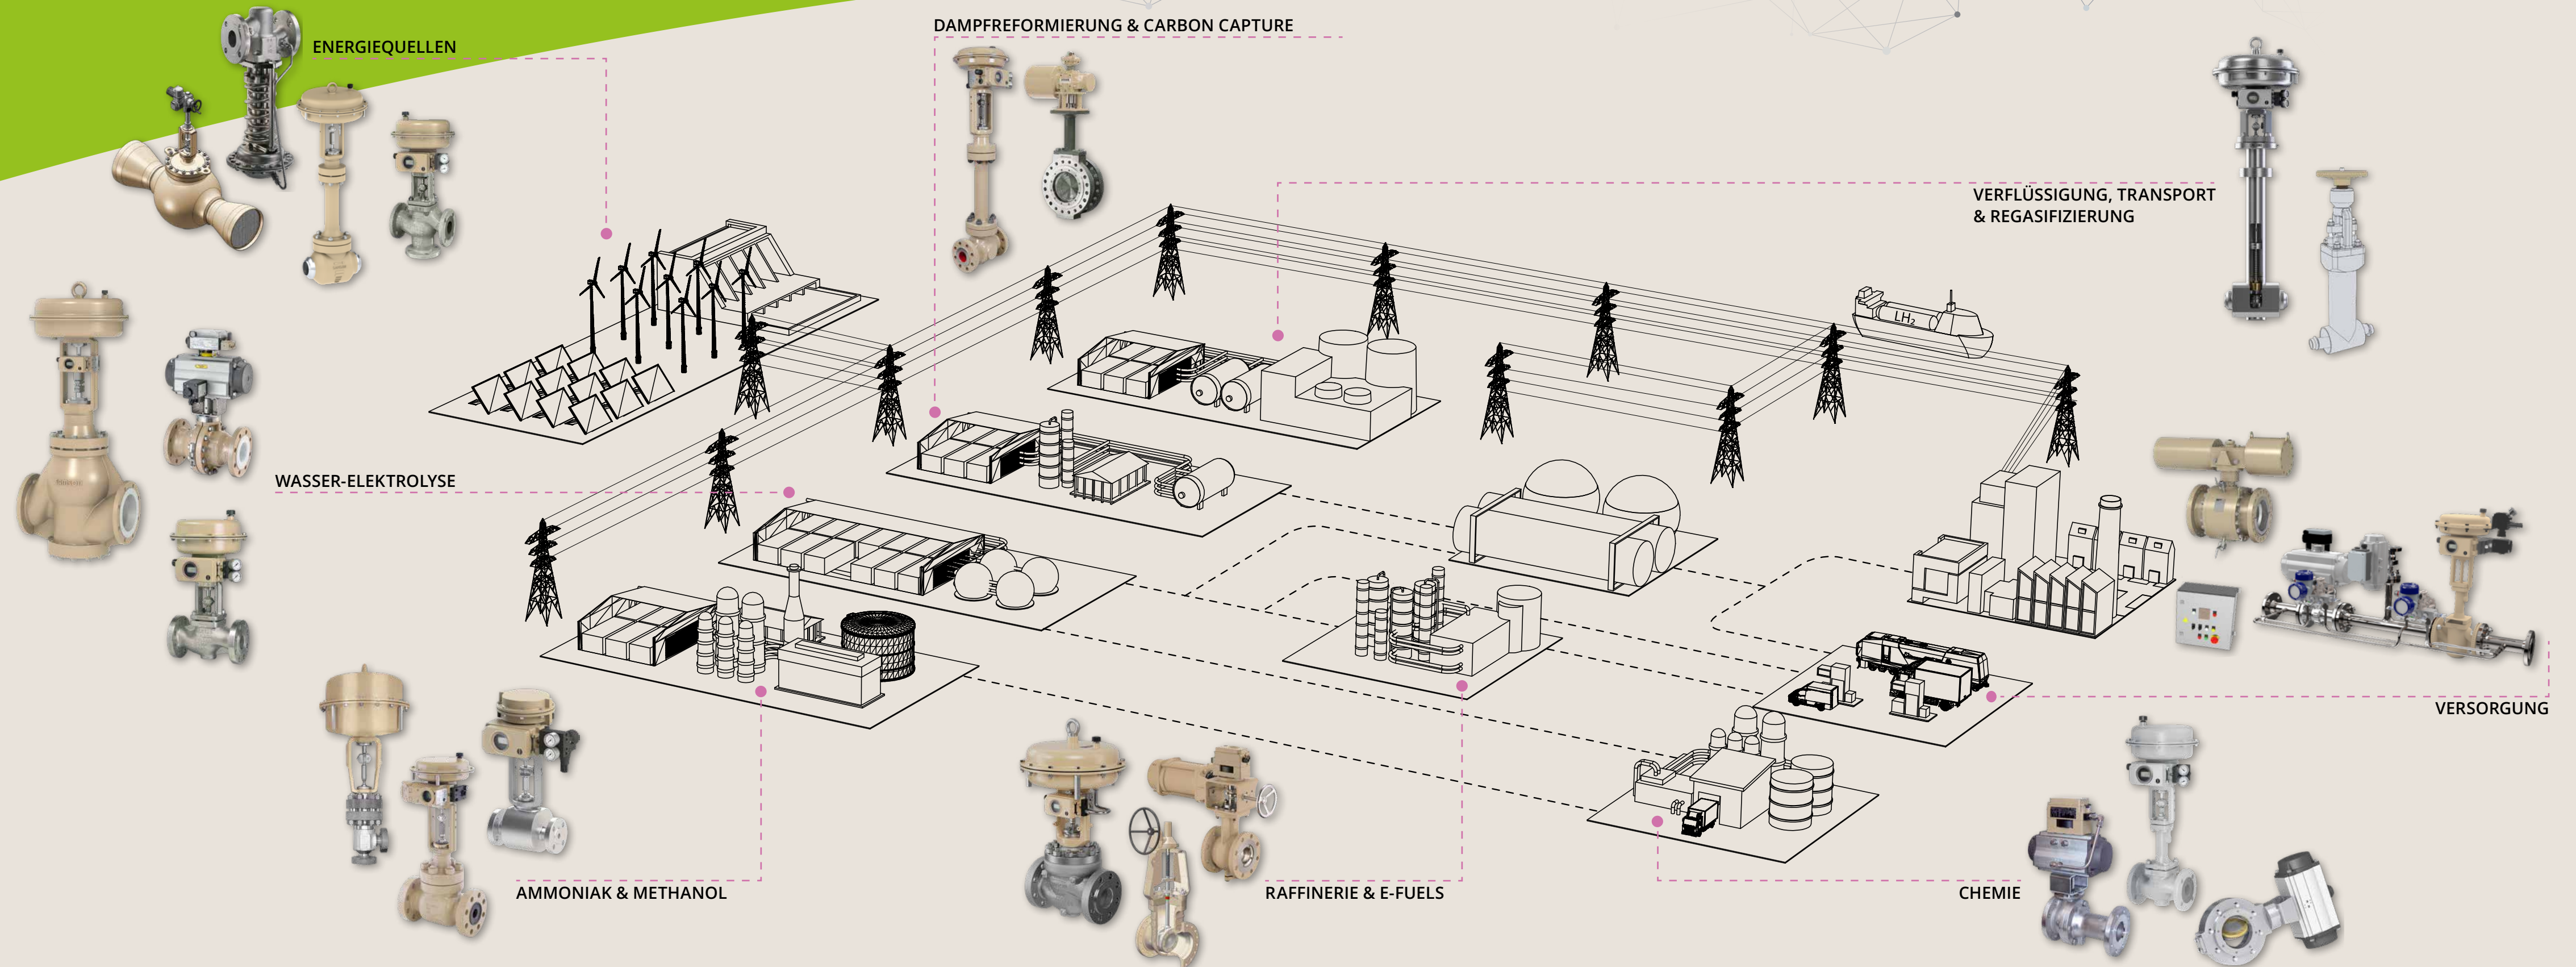 ENERGIEQUELLEN
DAMPFREFORMIERUNG & CARBON CAPTURE
VERFLÜSSIGUNG, TRANSPORT
& REGASIFIZIERUNG
LH₂
WASSER-ELEKTROLYSE
VERSORGUNG
AMMONIAK & METHANOL
RAFFINERIE & E-FUELS
CHEMIE